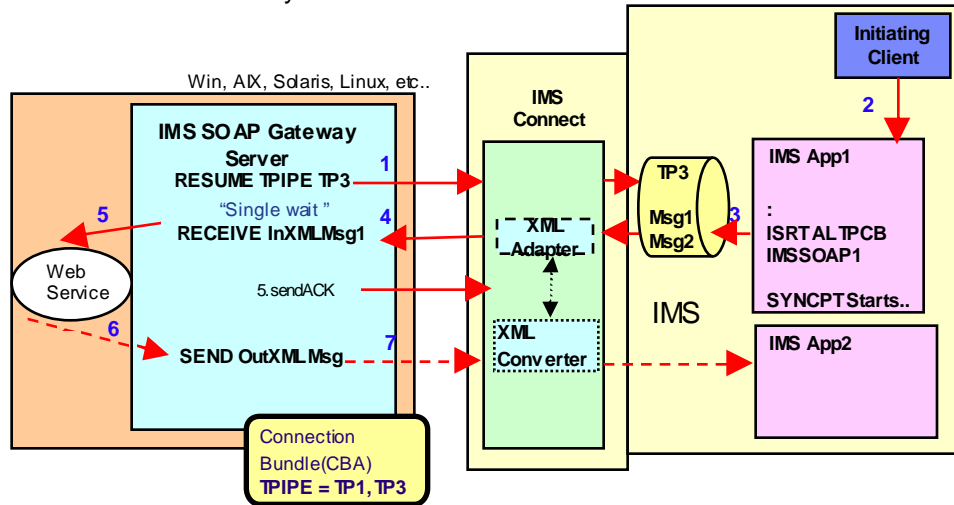 Win, AIX, Solaris, Linux, etc..
IMS SOAP Gateway
Server
RESUME TPIPE TP3
1
"Single wait"
4
RECEIVE InXMLMsg1
5
Web
Service
5.sendACK
6
SEND OutXMLMsg
7
Connection
Bundle(CBA)
TPIPE = TP1, TP3
IMS
Connect
XML
Adapter
XML
Converter
TP3
Msg1
Msg2
3
IMS
Initiating
Client
2
IMS App1
:
ISRT ALTPCB
IMSSOAP1
SYNCPT Starts..
IMS App2